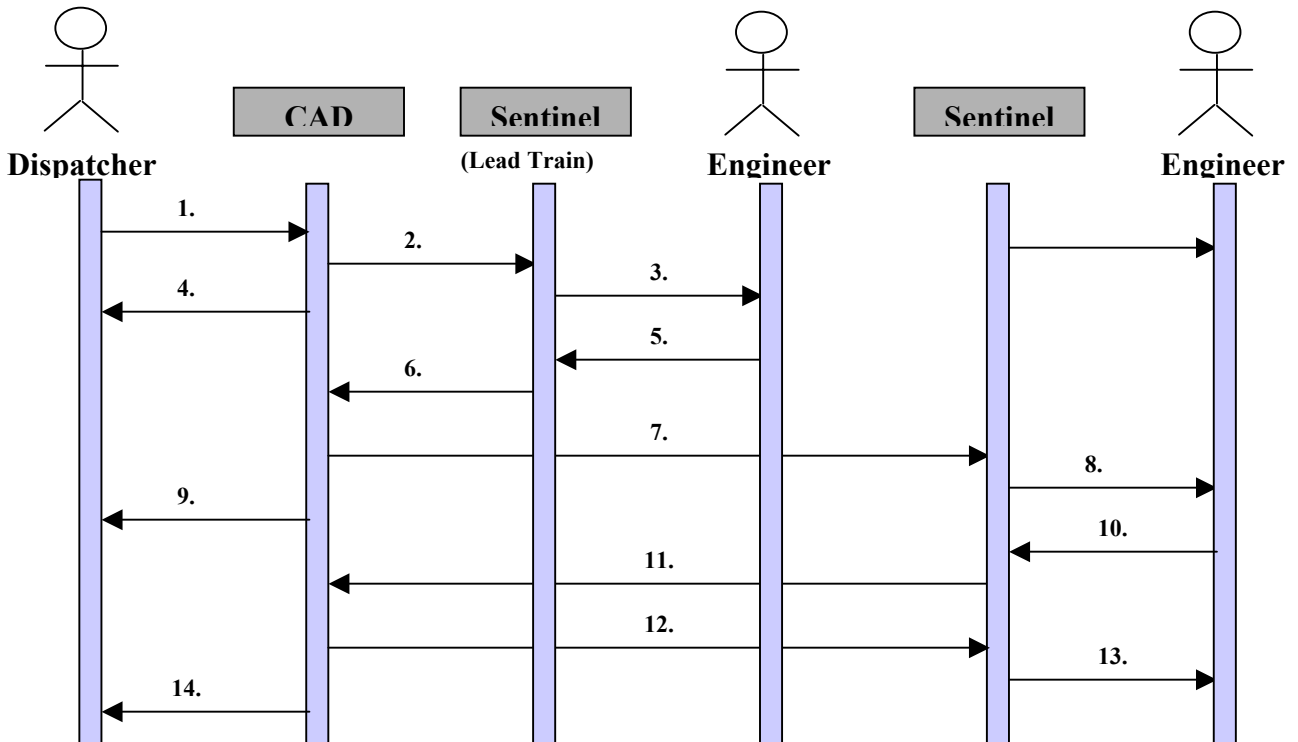 CAD
Sentinel
Sentinel
Dispatcher
(Lead Train)
Engineer
Engineer
1.
2.
3.
4.
5.
6.
7.
8.
9.
10.
11.
12.
13.
14.